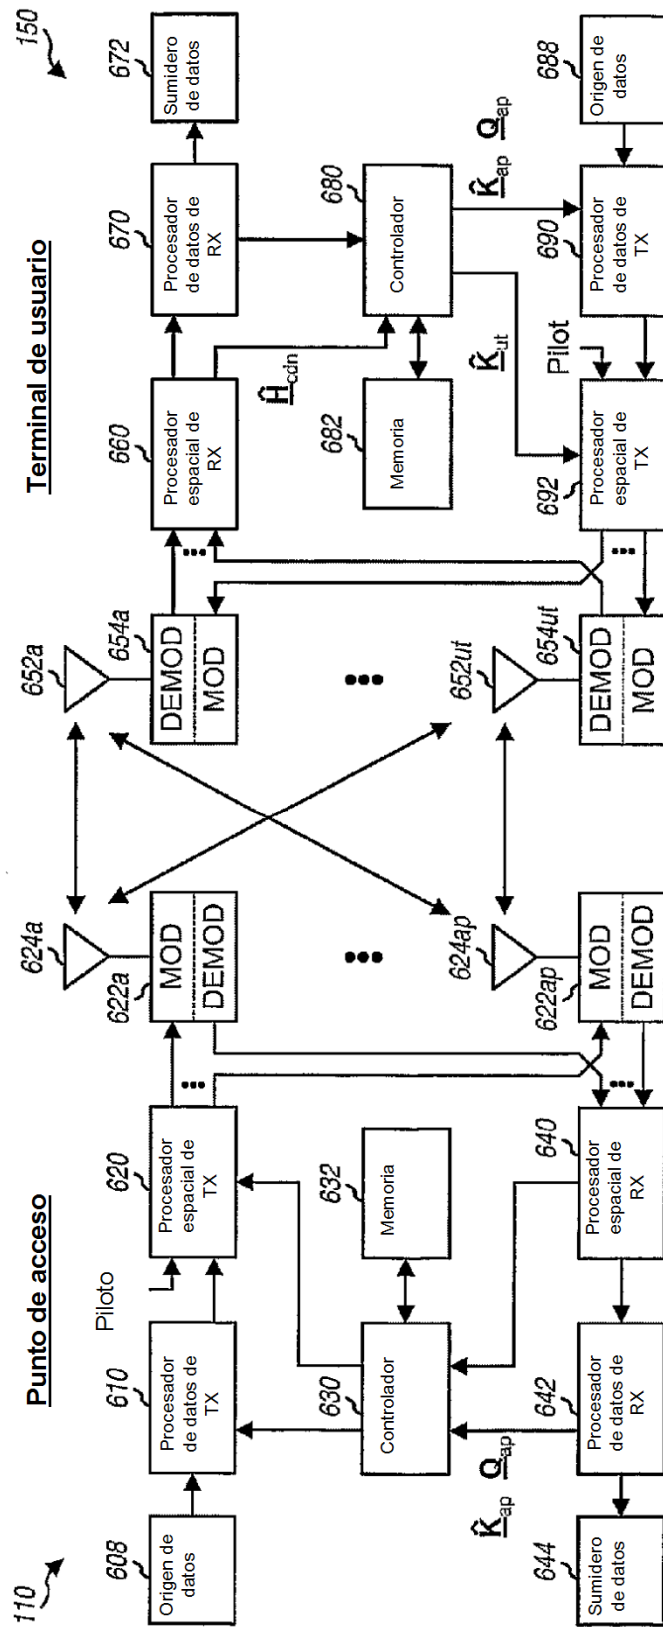 110
Punto de acceso
608
Origen de
datos
610
Procesador
de datos de
TX
Piloto
620
Procesador
espacial de
TX
622a
MOD
DEMOD
624a
630
Controlador
632
Memoria
K̂ap Qap
644
Sumidero
de datos
642
Procesador
de datos de
RX
640
Procesador
espacial de
RX
622ap
MOD
DEMOD
624ap
Terminal de usuario
150
652a
654a
DEMOD
MOD
660
Procesador
espacial de
RX
670
Procesador
de datos de
RX
672
Sumidero
de datos
Ĥcdn
682
Memoria
680
Controlador
K̂ut
K̂ap Qap
652ut
654ut
DEMOD
MOD
692
Procesador
espacial de
TX
Pilot
690
Procesador
de datos de
TX
688
Origen de
datos